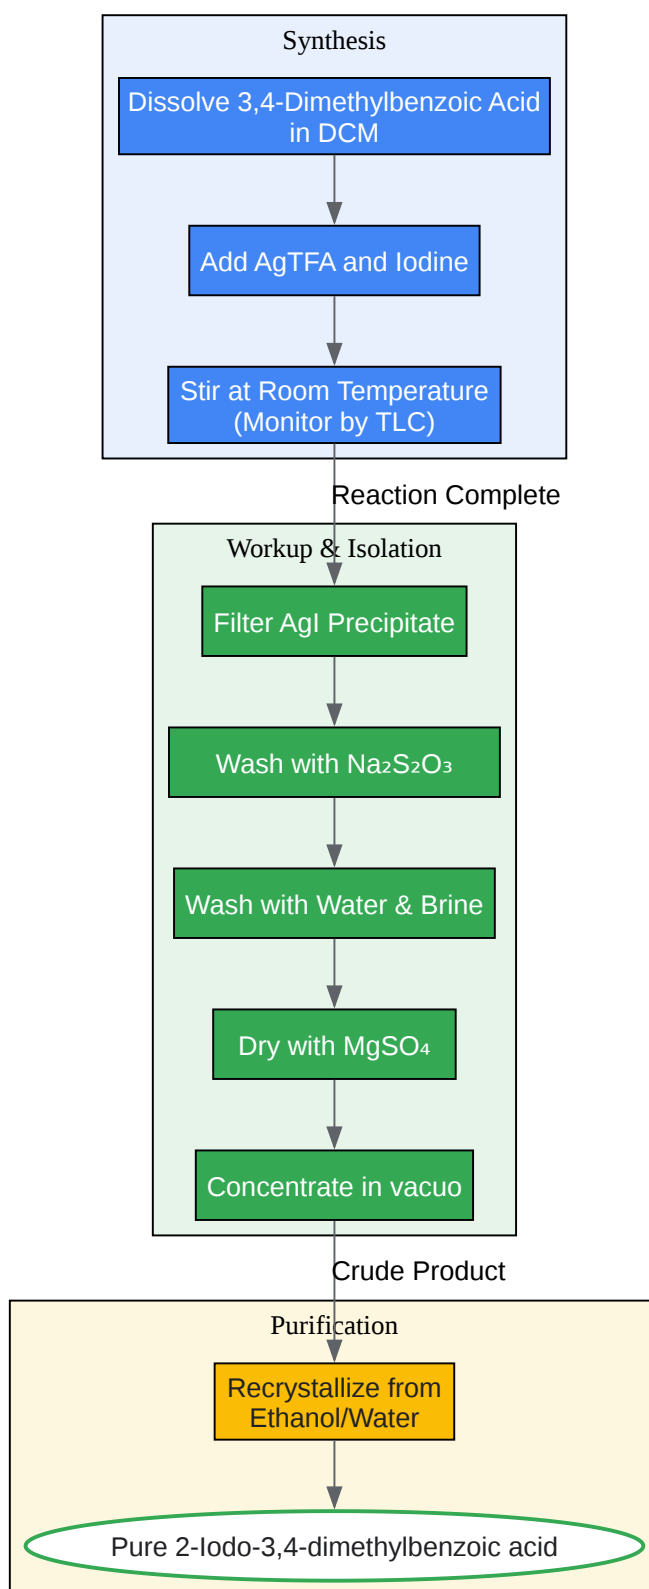 Synthesis
Dissolve 3,4-Dimethylbenzoic Acid
in DCM
Add AgTFA and Iodine
Stir at Room Temperature
(Monitor by TLC)
Reaction Complete
Workup & Isolation
Filter AgI Precipitate
Wash with Na₂S₂O₃
Wash with Water & Brine
Dry with MgSO₄
Concentrate in vacuo
Crude Product
Purification
Recrystallize from
Ethanol/Water
Pure 2-Iodo-3,4-dimethylbenzoic acid